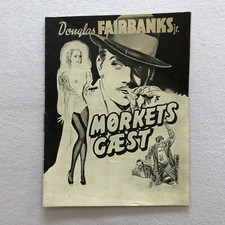 Douglas FAIRBANKS jr.
MØRKETS
GÆST